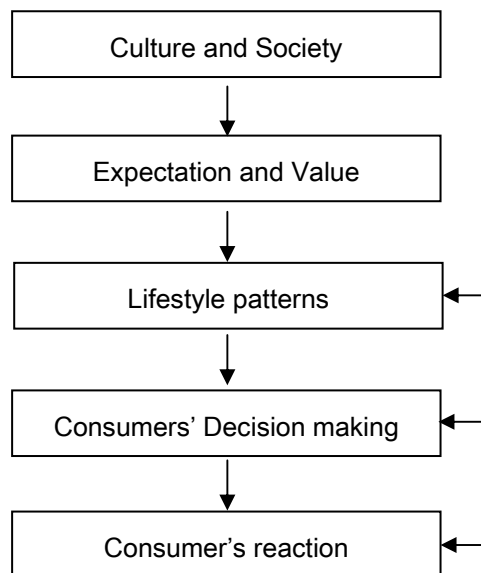 Culture and Society
Expectation and Value
Lifestyle patterns
Consumers’ Decision making
Consumer’s reaction